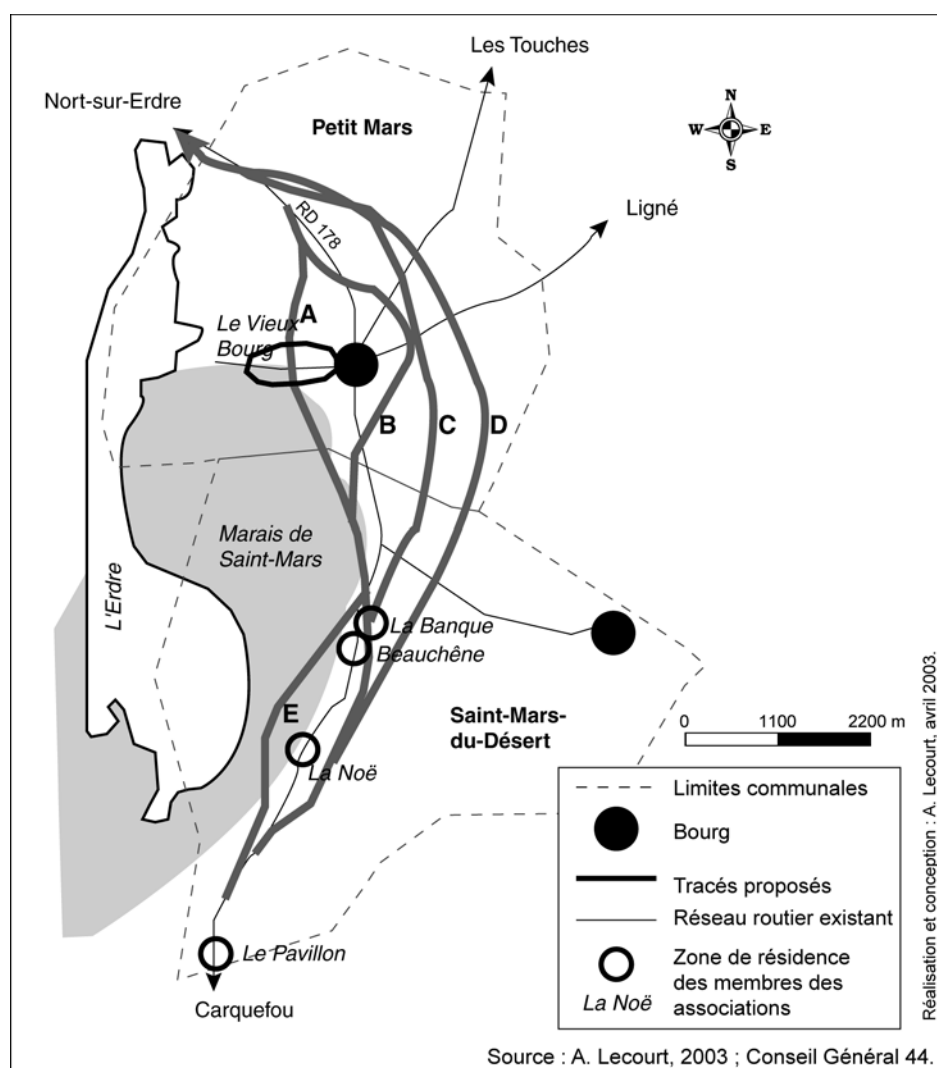 Les Touches
Nort-sur-Erdre
Petit Mars
N
W E
S
Ligné
RD 178
A
Le Vieux
Bourg
B C D
Marais de
Saint-Mars
L'Erdre
La Banque
Beauchêne
E
Saint-Mars-
du-Désert
0 1100 2200 m
La Noë
Limites communales
Bourg
Tracés proposés
Réseau routier existant
Zone de résidence
des membres des
associations
La Noë
Le Pavillon
Carquefou
Réalisation et conception : A. Lecourt, avril 2003.
Source : A. Lecourt, 2003 ; Conseil Général 44.